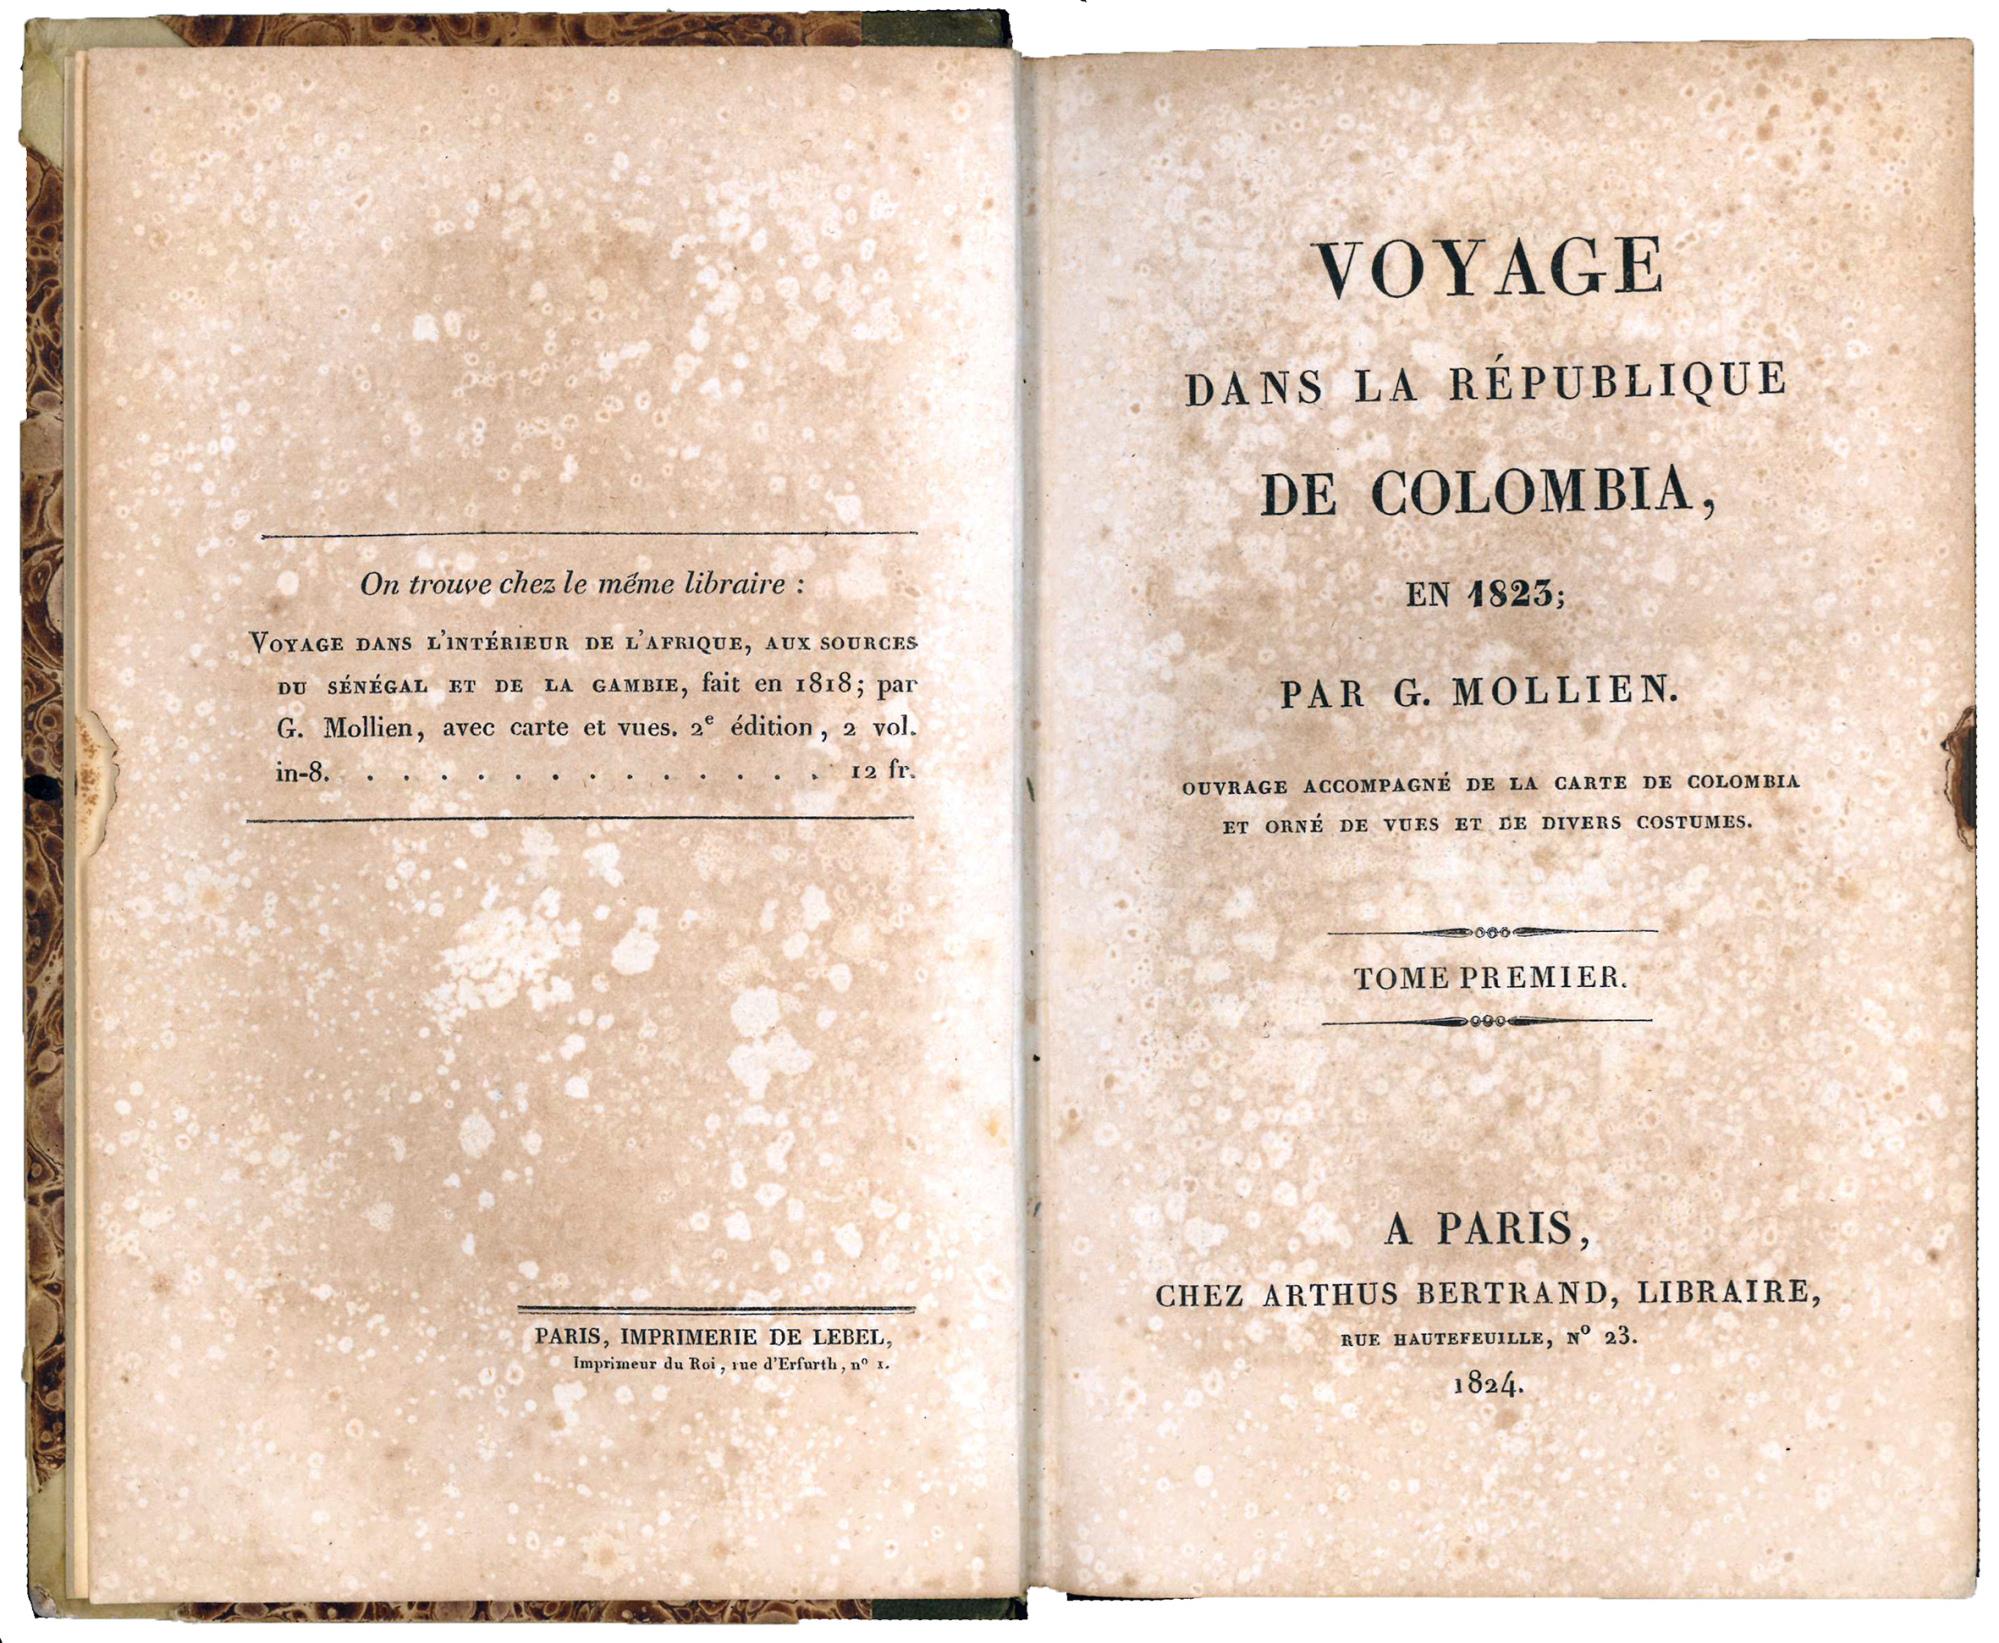 On trouve chez le même libraire :
VOYAGE DANS L'INTÉRIEUR DE L'AFRIQUE, AUX SOURCES
DU SÉNÉGAL ET DE LA GAMBIE, fait en 1818; par
G. Mollien, avec carte et vues. 2e édition, 2 vol.
in-8. . . . . . . . . . . . . . 12 fr.
PARIS, IMPRIMERIE DE LEBEL,
Imprimeur du Roi, rue d'Erfurth, no 1.
VOYAGE
DANS LA RÉPUBLIQUE
DE COLOMBIA,
EN 1823;
PAR G. MOLLIEN.
OUVRAGE ACCOMPAGNÉ DE LA CARTE DE COLOMBIA
ET ORNÉ DE VUES ET DE DIVERS COSTUMES.
TOME PREMIER.
A PARIS,
CHEZ ARTHUS BERTRAND, LIBRAIRE,
RUE HAUTEFEUILLE, No 23.
1824.